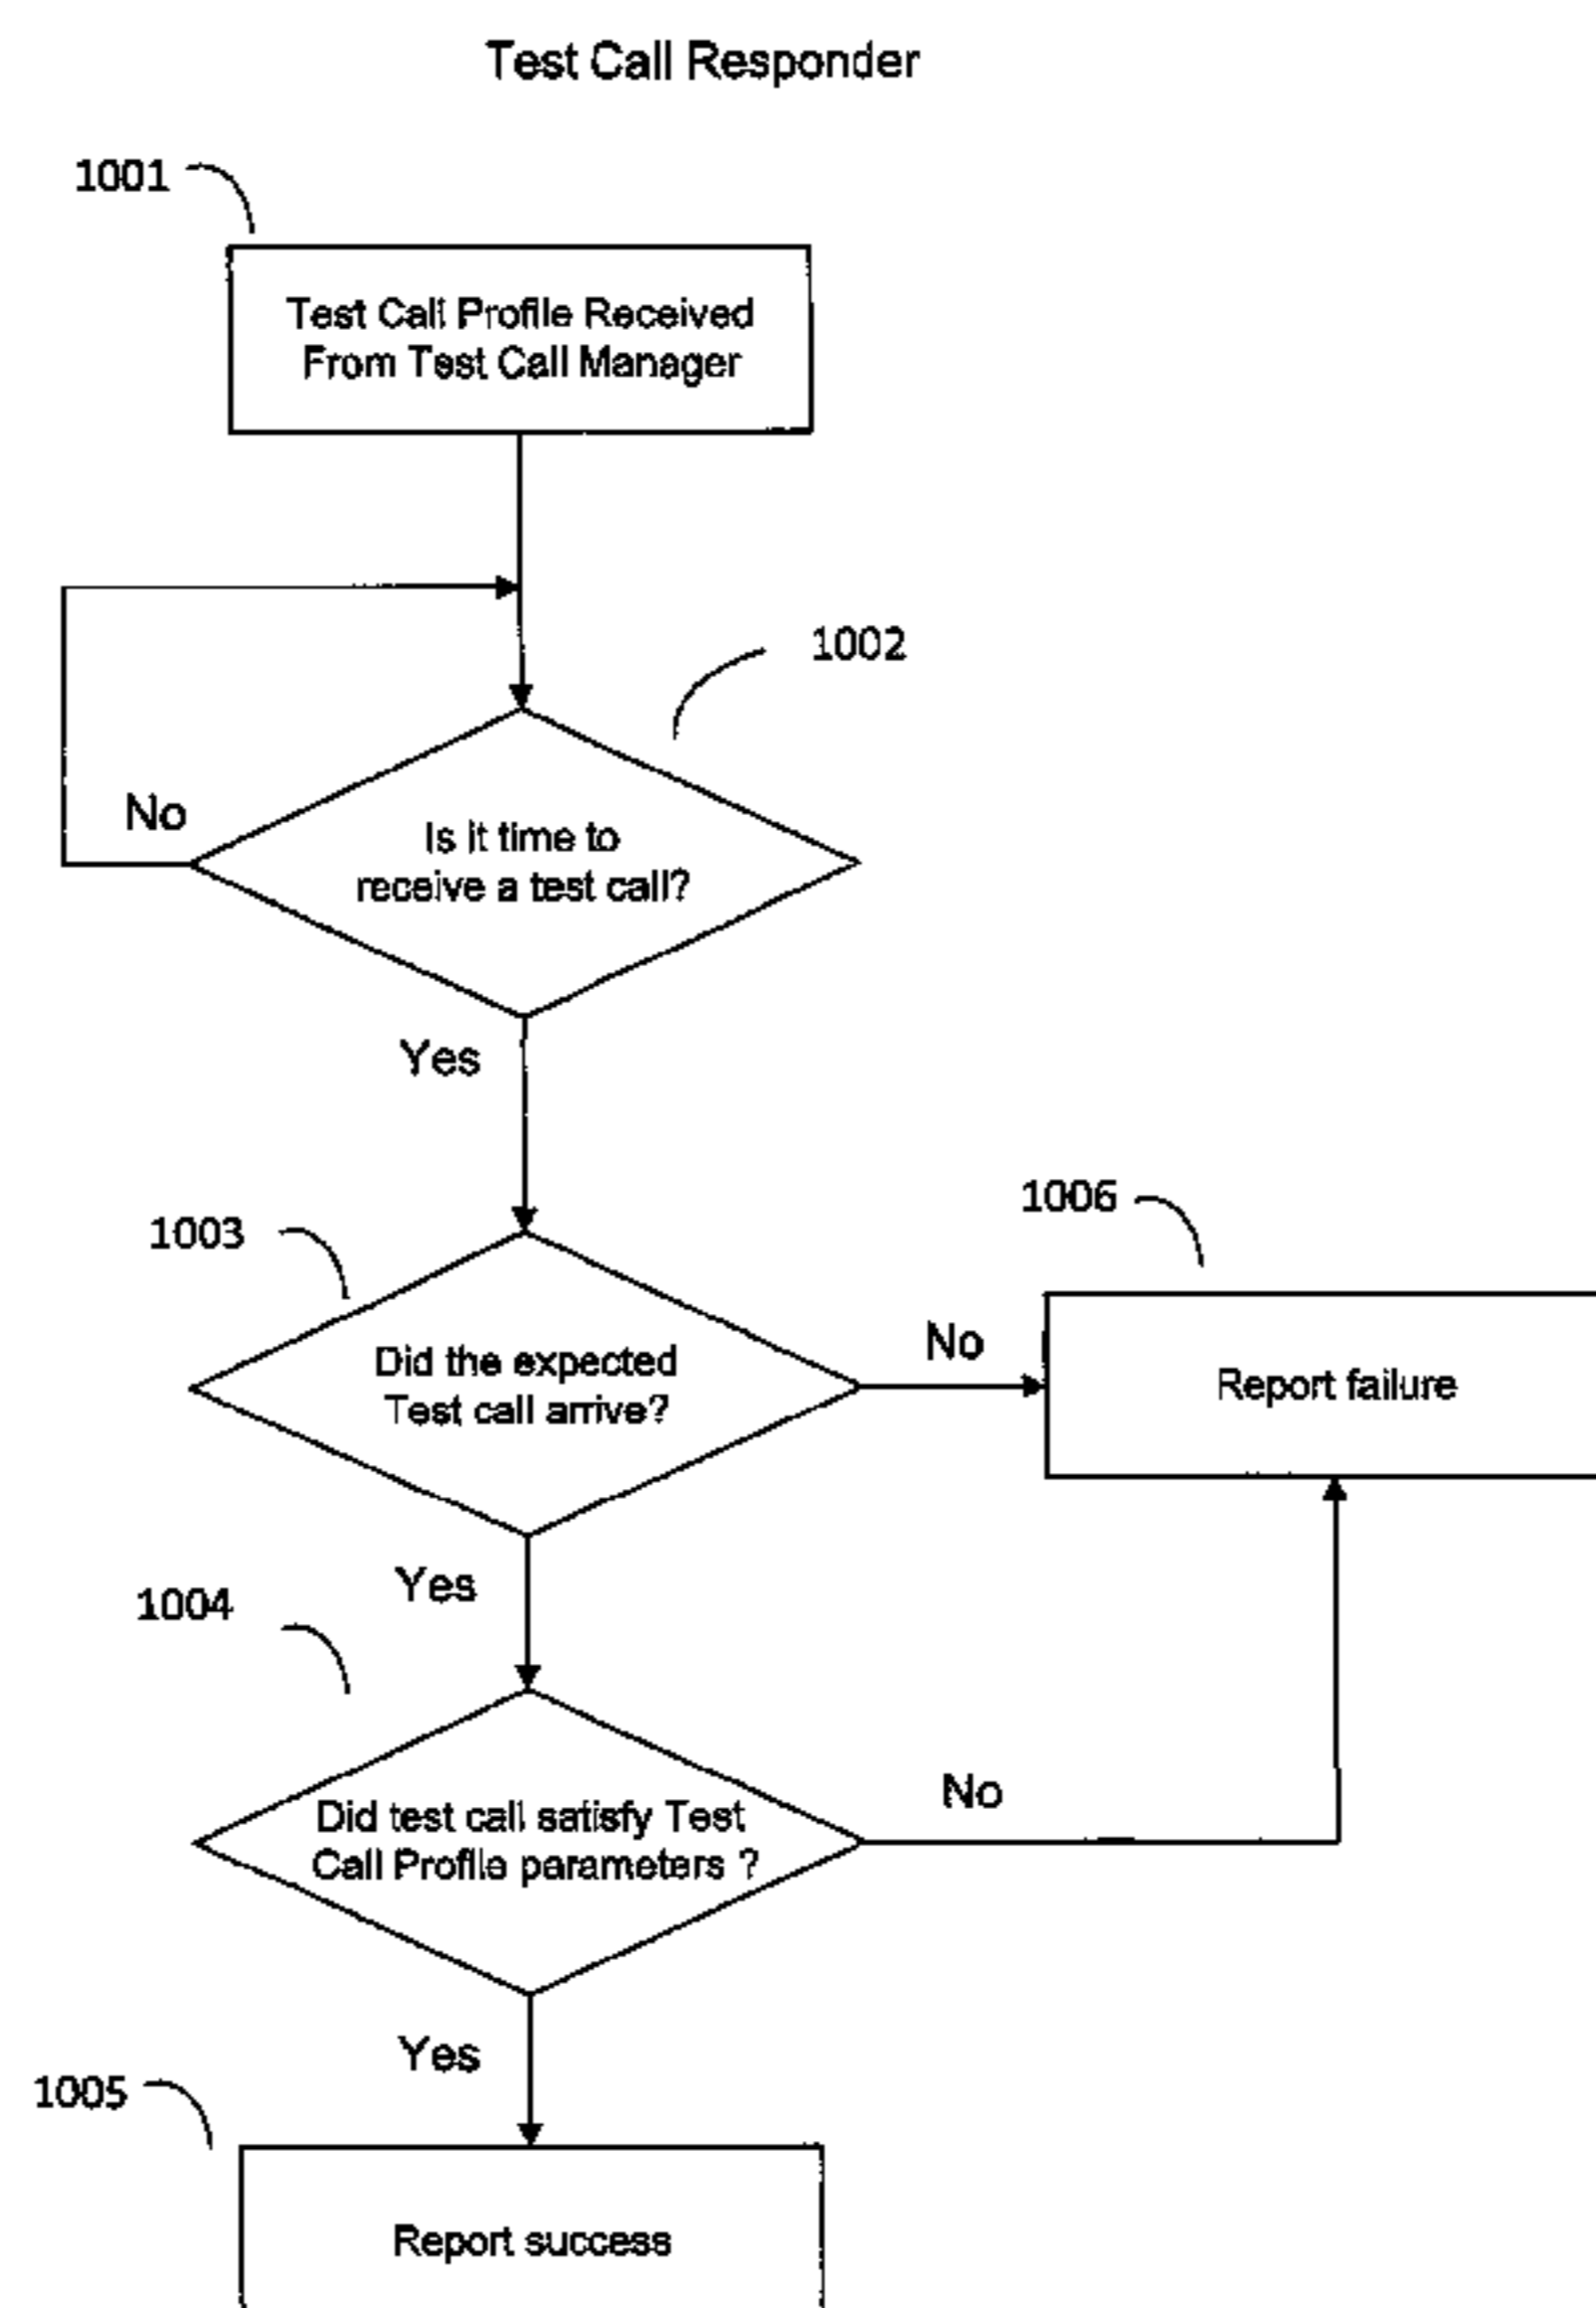 Test Call Responder
1001
Test Call Profile Received
From Test Call Manager
1002
No
Is it time to
receive a test call?
Yes
1006
1003
No
Did the expected
Test call arrive?
Report failure
Yes
1004
No
Did test call satisfy Test
Call Profile parameters ?
Yes
1005
Report success